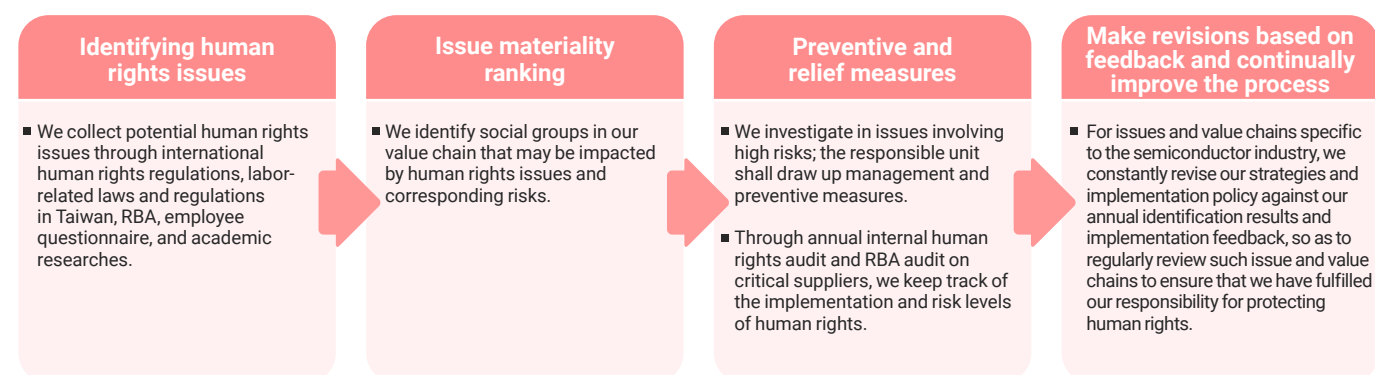 Identifying human
rights issues
▪ We collect potential human rights
issues through international
human rights regulations, labor-
related laws and regulations
in Taiwan, RBA, employee
questionnaire, and academic
researches.
Issue materiality
ranking
▪ We identify social groups in our
value chain that may be impacted
by human rights issues and
corresponding risks.
Preventive and
relief measures
▪ We investigate in issues involving
high risks; the responsible unit
shall draw up management and
preventive measures.
▪ Through annual internal human
rights audit and RBA audit on
critical suppliers, we keep track of
the implementation and risk levels
of human rights.
Make revisions based on
feedback and continually
improve the process
▪ For issues and value chains specific
to the semiconductor industry, we
constantly revise our strategies and
implementation policy against our
annual identification results and
implementation feedback, so as to
regularly review such issue and value
chains to ensure that we have fulfilled
our responsibility for protecting
human rights.